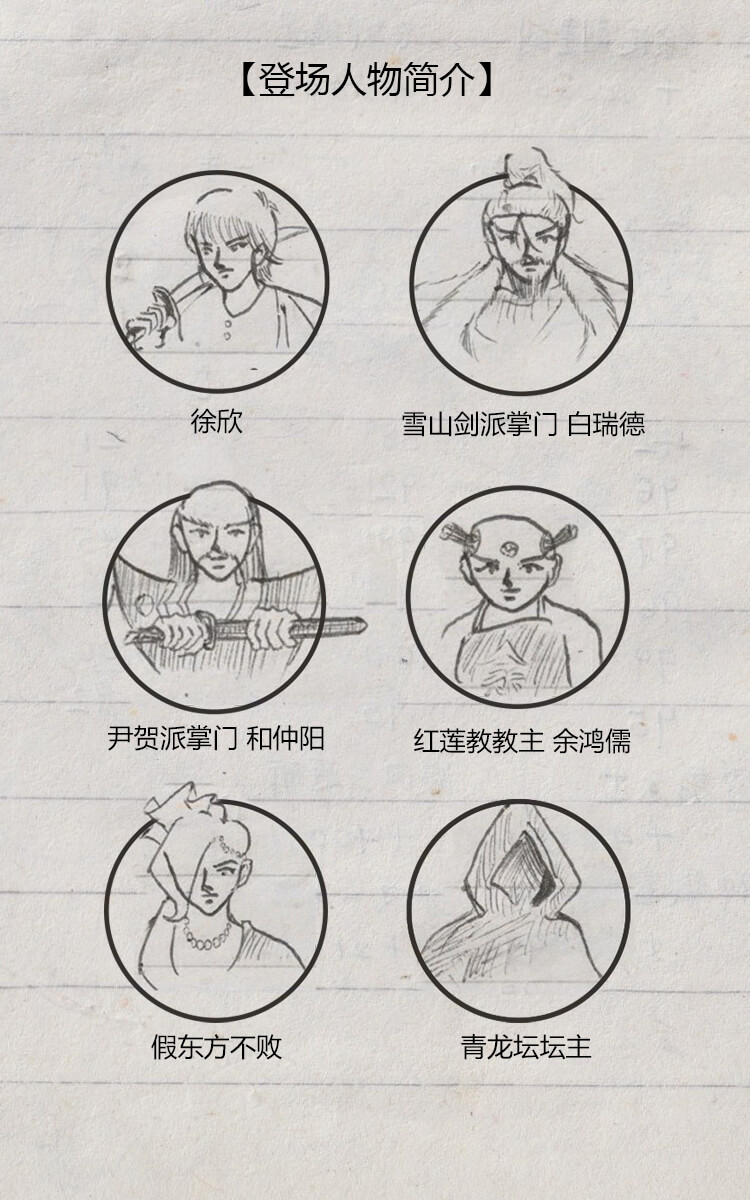 【登场人物简介】
徐欣
雪山剑派掌门 白瑞德
尹贺派掌门 和仲阳
红莲教教主 余鸿儒
假东方不败
青龙坛坛主